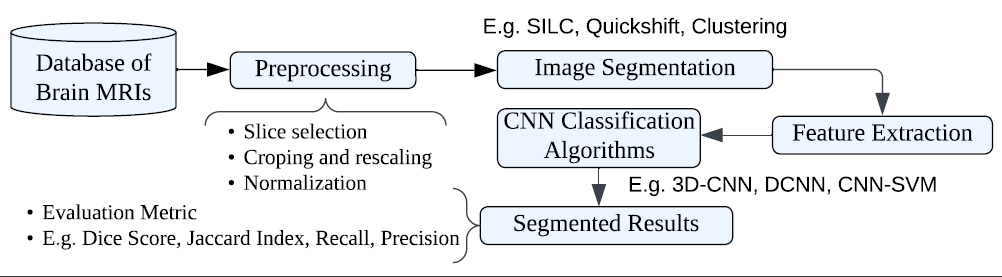 E.g. SILC, Quickshift, Clustering
Database of
Brain MRIs
Preprocessing
Image Segmentation
• Slice selection
• Croping and rescaling
• Normalization
CNN Classification
Algorithms
Feature Extraction
E.g. 3D-CNN, DCNN, CNN-SVM
• Evaluation Metric
• E.g. Dice Score, Jaccard Index, Recall, Precision
Segmented Results